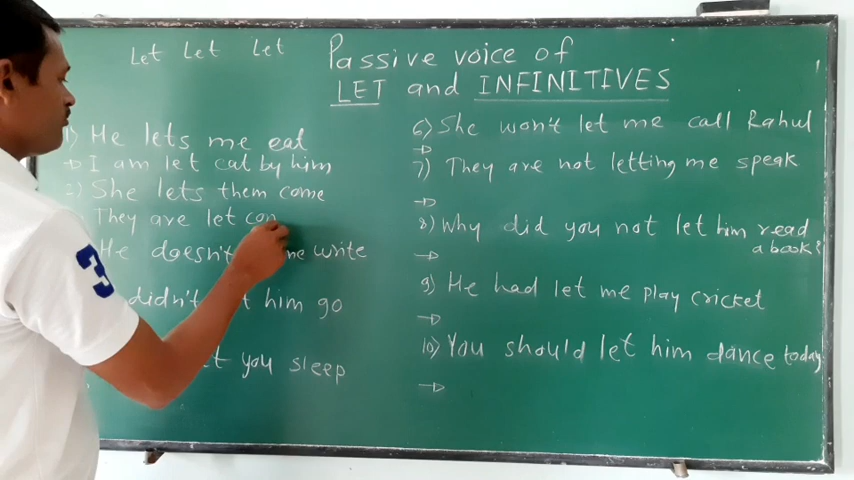 Let Let Let
Passive voice of
LET and INFINITIVES
1) He lets me eat
→ I am let eat by him
2) She lets them come
They are let
He doesn't me write
didn't him go
you sleep
6) She won't let me call Rahul
→
7) They are not letting me speak
→
8) Why did you not let him read
a book?
→
9) He had let me play cricket
→
10) You should let him dance today
→
3